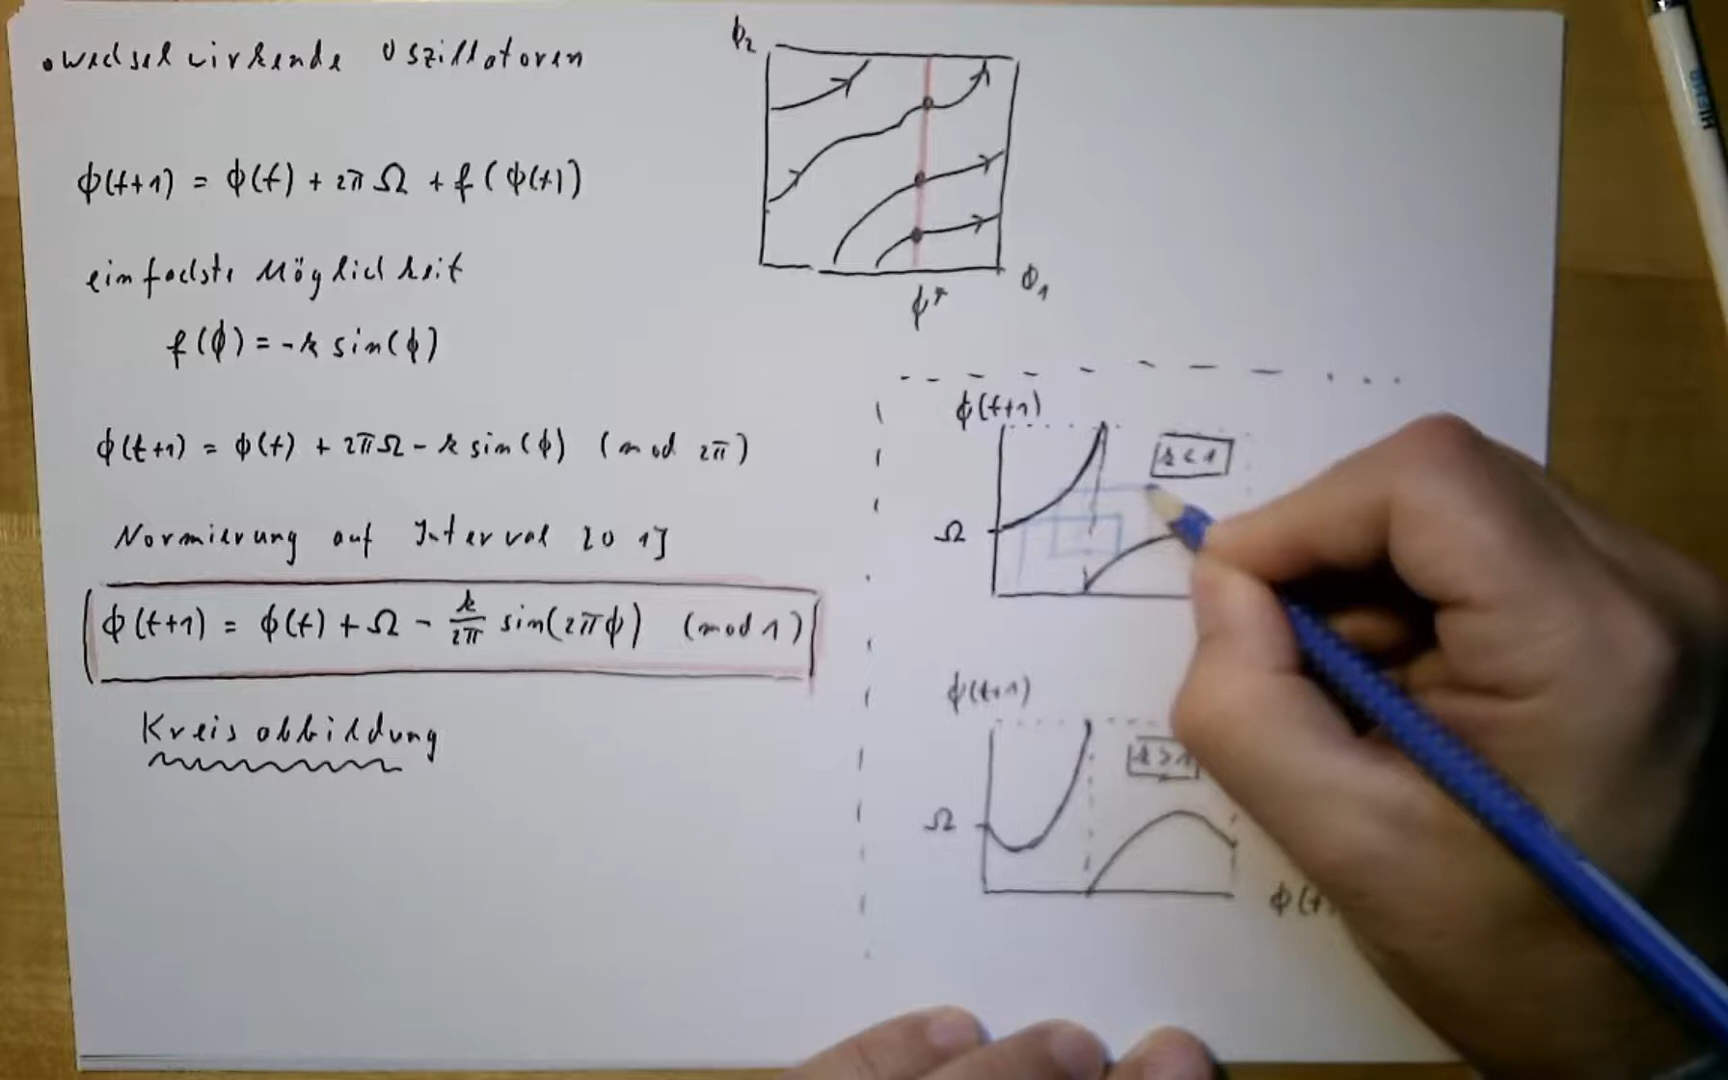 • wechselwirkende Oszillatoren
ϕ(t+1) = ϕ(t) + 2π Ω + f(ϕ(t))
einfachste Möglichkeit
f(ϕ) = -k sin(ϕ)
ϕ(t+1) = ϕ(t) + 2πΩ - k sin(ϕ) (mod 2π)
Normierung auf Interval [0 1]
ϕ(t+1) = ϕ(t) + Ω - k/2π sin(2πϕ) (mod 1)
Kreisabbildung
ϕ2
ϕ*
ϕ1
ϕ(t+1)
k < 1
Ω
ϕ(t+1)
k > 1
Ω